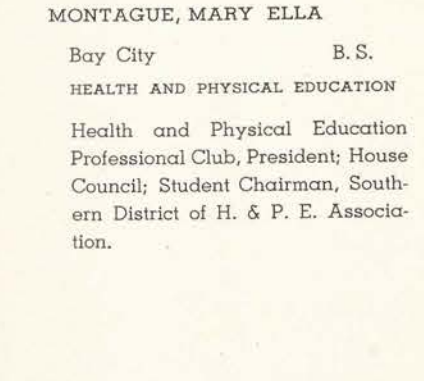 MONTAGUE, MARY ELLA
Bay City B. S.
HEALTH AND PHYSICAL EDUCATION
Health and Physical Education
Professional Club, President; House
Council; Student Chairman, South-
ern District of H. & P. E. Associa-
tion.